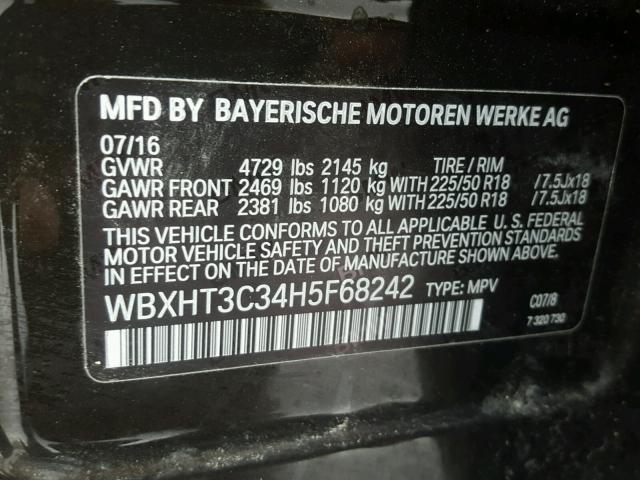 MFD BY BAYERISCHE MOTOREN WERKE AG
07/16
GVWR 4729 lbs 2145 kg TIRE / RIM
GAWR FRONT 2469 lbs 1120 kg WITH 225/50 R18 /7.5Jx18
GAWR REAR 2381 lbs 1080 kg WITH 225/50 R18 /7.5Jx18
THIS VEHICLE CONFORMS TO ALL APPLICABLE U. S. FEDERAL
MOTOR VEHICLE SAFETY AND THEFT PREVENTION STANDARDS
IN EFFECT ON THE DATE OF MANUFACTURE SHOWN ABOVE.
WBXHT3C34H5F68242 TYPE: MPV C07/8
7 320 730